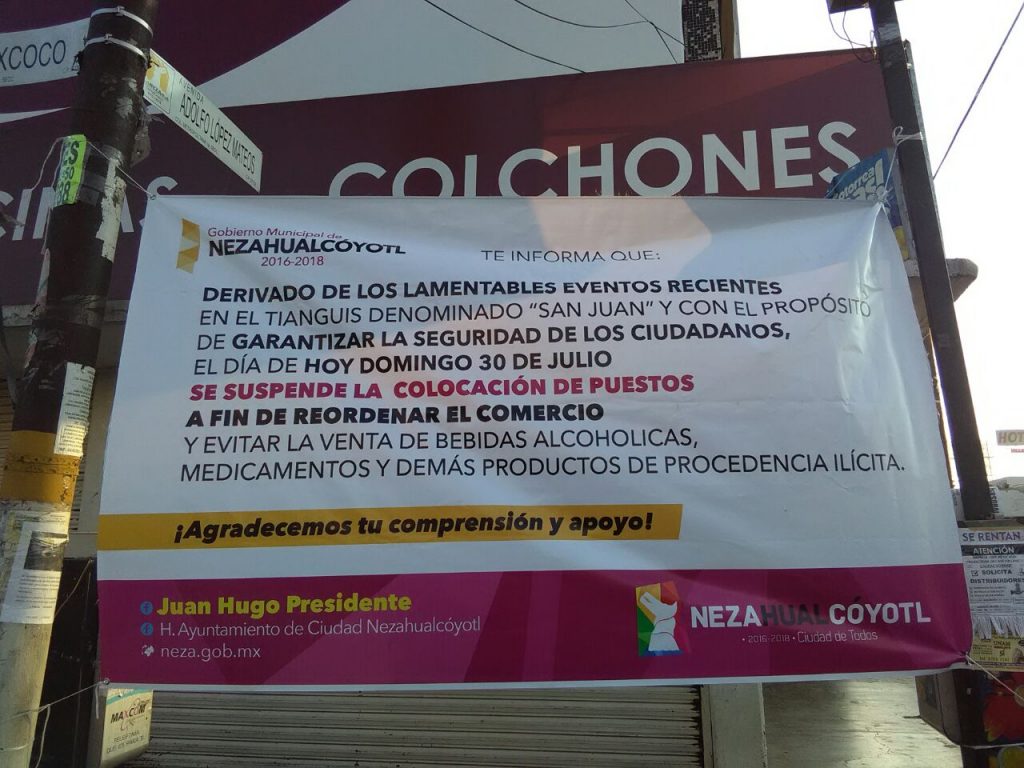 XCOCO
AVENIDA
ADOLFO LÓPEZ MATEOS
COLCHONES
Gobierno Municipal de
NEZAHUALCÓYOTL
2016-2018
TE INFORMA QUE:
DERIVADO DE LOS LAMENTABLES EVENTOS RECIENTES
EN EL TIANGUIS DENOMINADO “SAN JUAN” Y CON EL PROPÓSITO
DE GARANTIZAR LA SEGURIDAD DE LOS CIUDADANOS,
EL DÍA DE HOY DOMINGO 30 DE JULIO
SE SUSPENDE LA COLOCACIÓN DE PUESTOS
A FIN DE REORDENAR EL COMERCIO
Y EVITAR LA VENTA DE BEBIDAS ALCOHOLICAS,
MEDICAMENTOS Y DEMÁS PRODUCTOS DE PROCEDENCIA ILÍCITA.
¡Agradecemos tu comprensión y apoyo!
Juan Hugo Presidente
H. Ayuntamiento de Ciudad Nezahualcóyotl
neza.gob.mx
NEZAHUALCÓYOTL
• 2016-2018 • Ciudad de Todos
SE RENTAN
ATENCIÓN
SOLICITA
DISTRIBUIDORES
MAXCOM